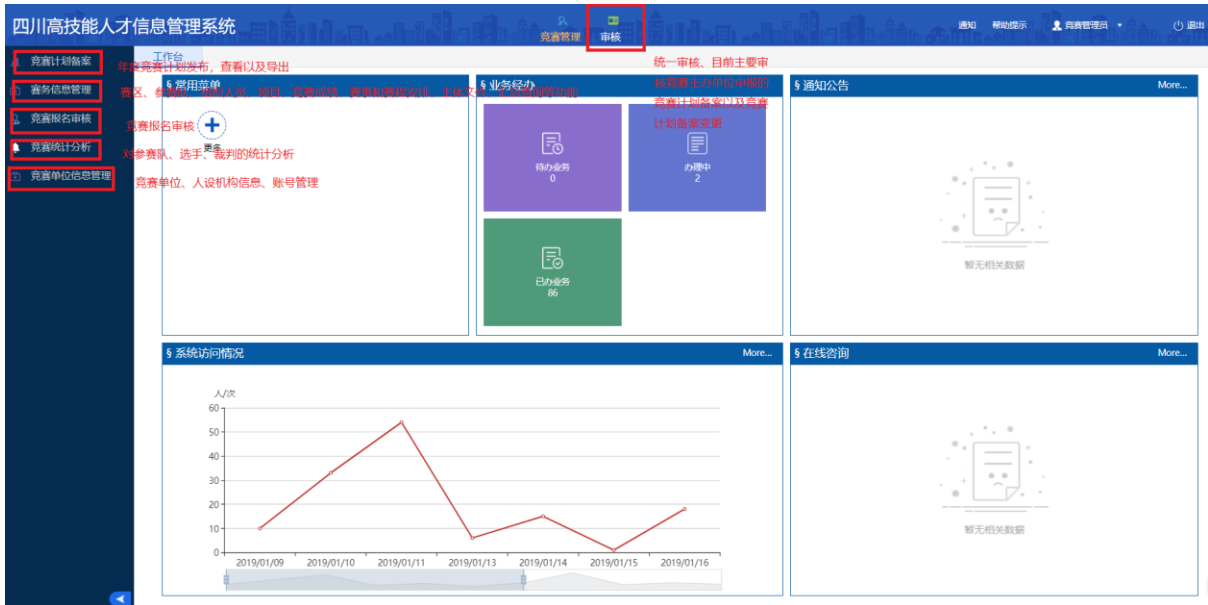 四川高技能人才信息管理系统
竞赛管理
审核
通知
帮助提示
竞赛管理员
退出
竞赛计划备案
赛务信息管理
竞赛报名审核
竞赛统计分析
竞赛单位信息管理
工作台
年度竞赛计划发布，查看以及导出
竞赛报名审核
对参赛队、选手、裁判的统计分析
竞赛单位、人设机构信息、账号管理
统一审核、目前主要审
核竞赛主办单位申报的
竞赛计划备案以及竞赛
计划备案变更
§ 常用菜单
更多
§ 业务经办
待办业务
0
办理中
2
已办业务
86
§ 通知公告
More...
暂无相关数据
§ 系统访问情况
More...
人/次
60
50
40
30
20
10
0
2019/01/09
2019/01/10
2019/01/11
2019/01/13
2019/01/14
2019/01/15
2019/01/16
§ 在线咨询
More...
暂无相关数据